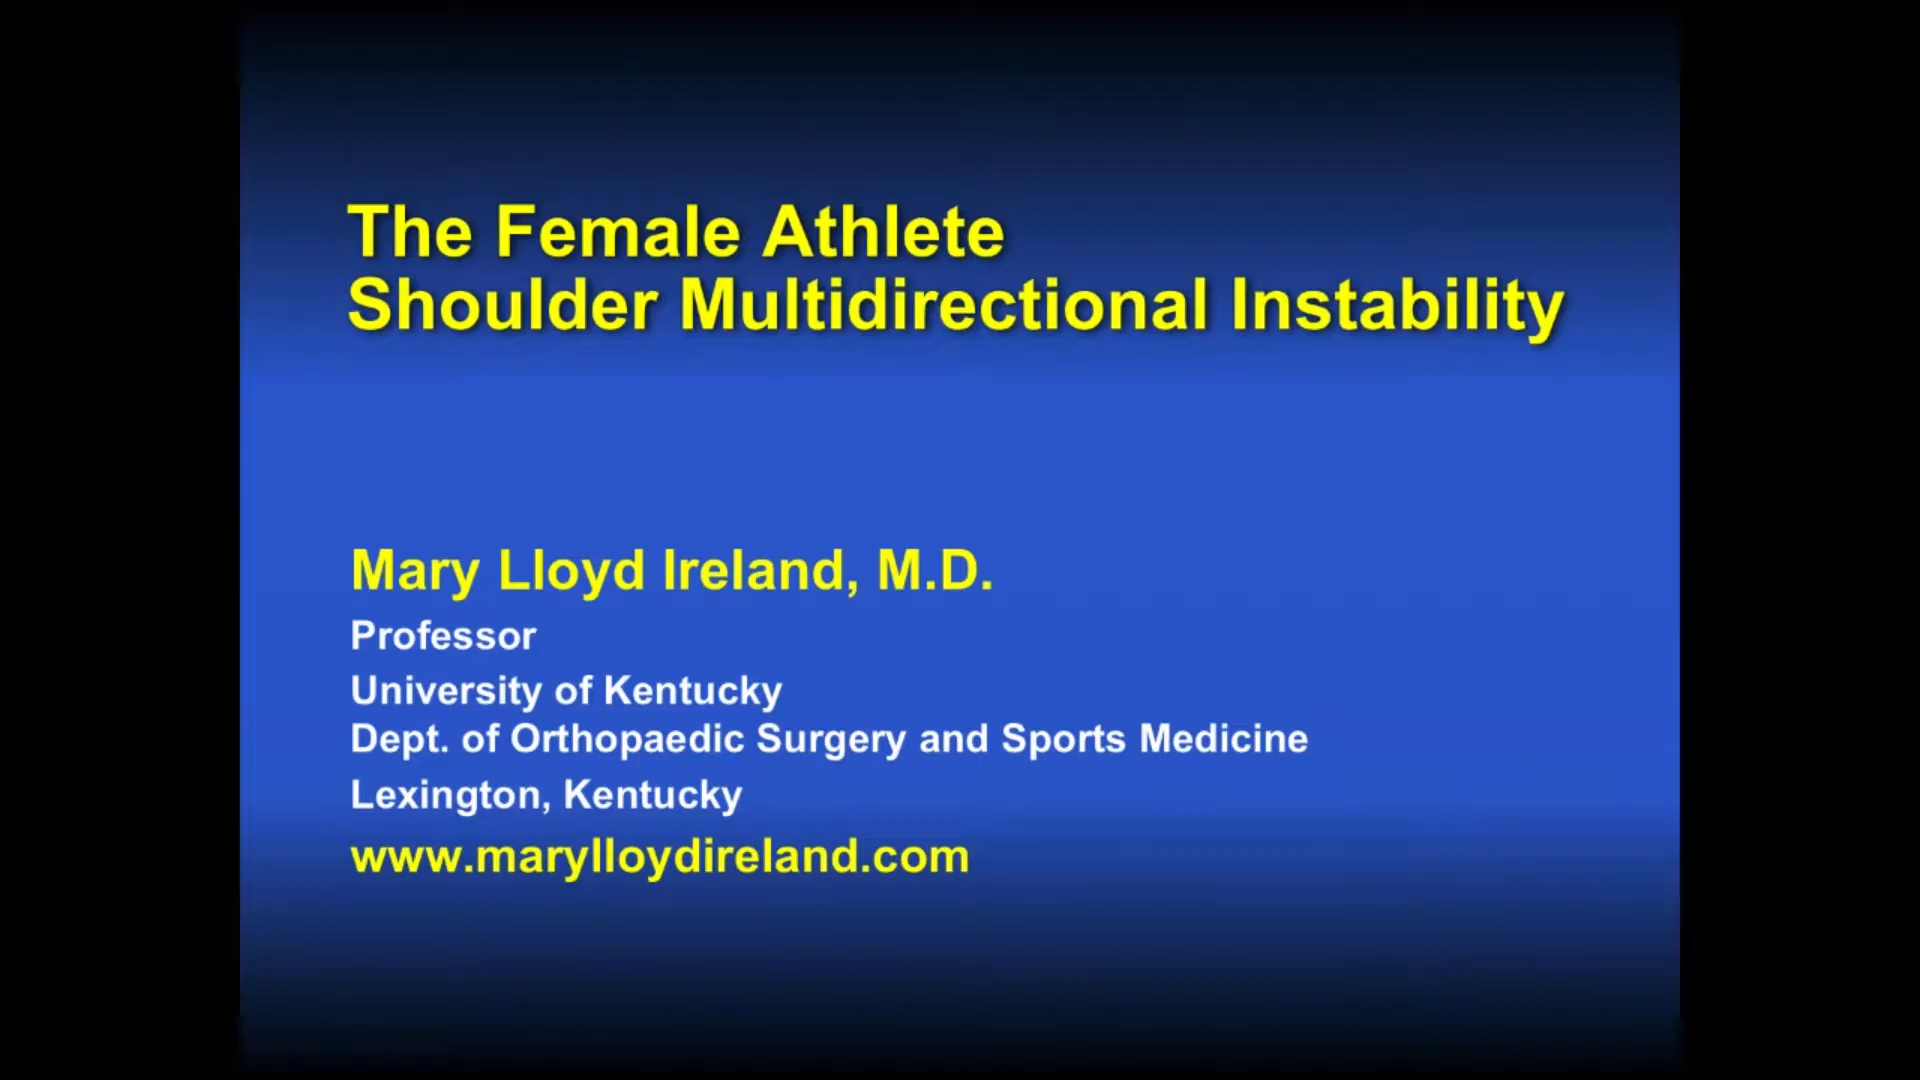 The Female Athlete
Shoulder Multidirectional Instability
Mary Lloyd Ireland, M.D.
Professor
University of Kentucky
Dept. of Orthopaedic Surgery and Sports Medicine
Lexington, Kentucky
www.marylloydireland.com